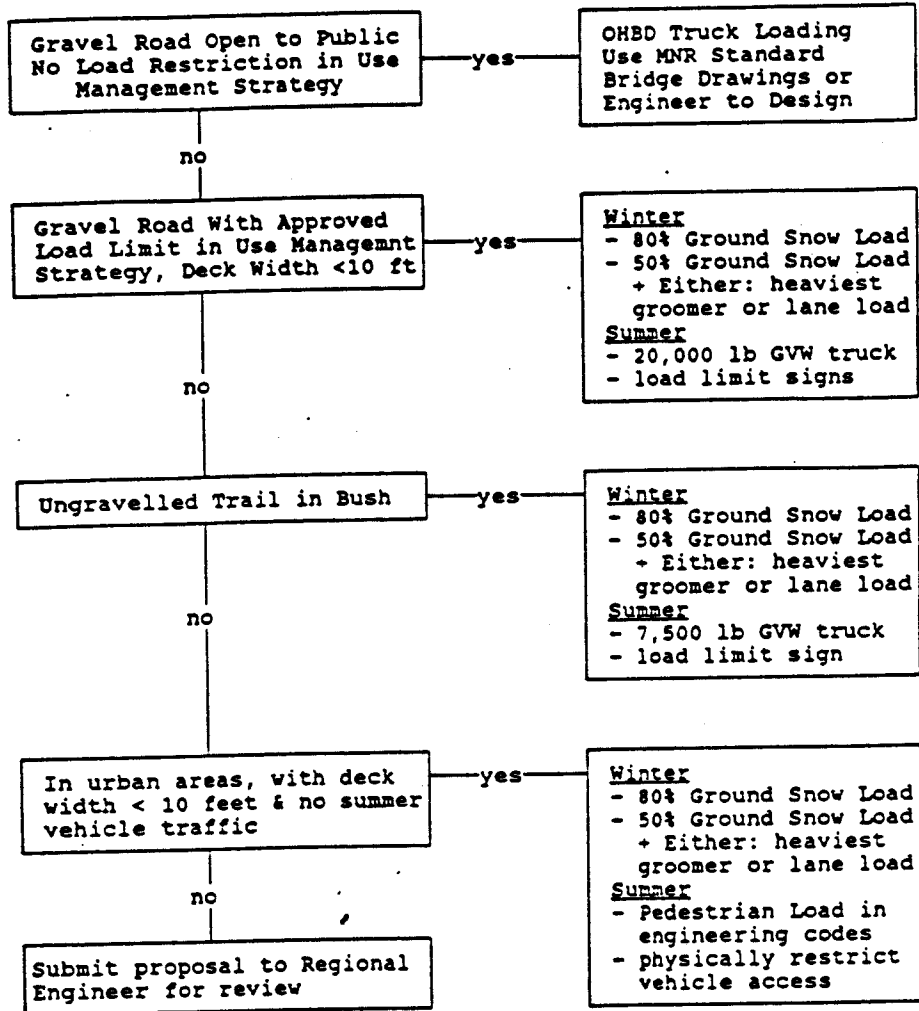 Gravel Road Open to Public
No Load Restriction in Use
Management Strategy
yes
OHBD Truck Loading
Use MNR Standard
Bridge Drawings or
Engineer to Design
no
Gravel Road With Approved
Load Limit in Use Managemnt
Strategy, Deck Width <10 ft
yes
Winter
- 80% Ground Snow Load
- 50% Ground Snow Load
+ Either: heaviest
groomer or lane load
Summer
- 20,000 lb GVW truck
- load limit signs
no
Ungravelled Trail in Bush
yes
Winter
- 80% Ground Snow Load
- 50% Ground Snow Load
+ Either: heaviest
groomer or lane load
Summer
- 7,500 lb GVW truck
- load limit sign
no
In urban areas, with deck
width < 10 feet & no summer
vehicle traffic
yes
Winter
- 80% Ground Snow Load
- 50% Ground Snow Load
+ Either: heaviest
groomer or lane load
Summer
- Pedestrian Load in
engineering codes
- physically restrict
vehicle access
no
Submit proposal to Regional
Engineer for review